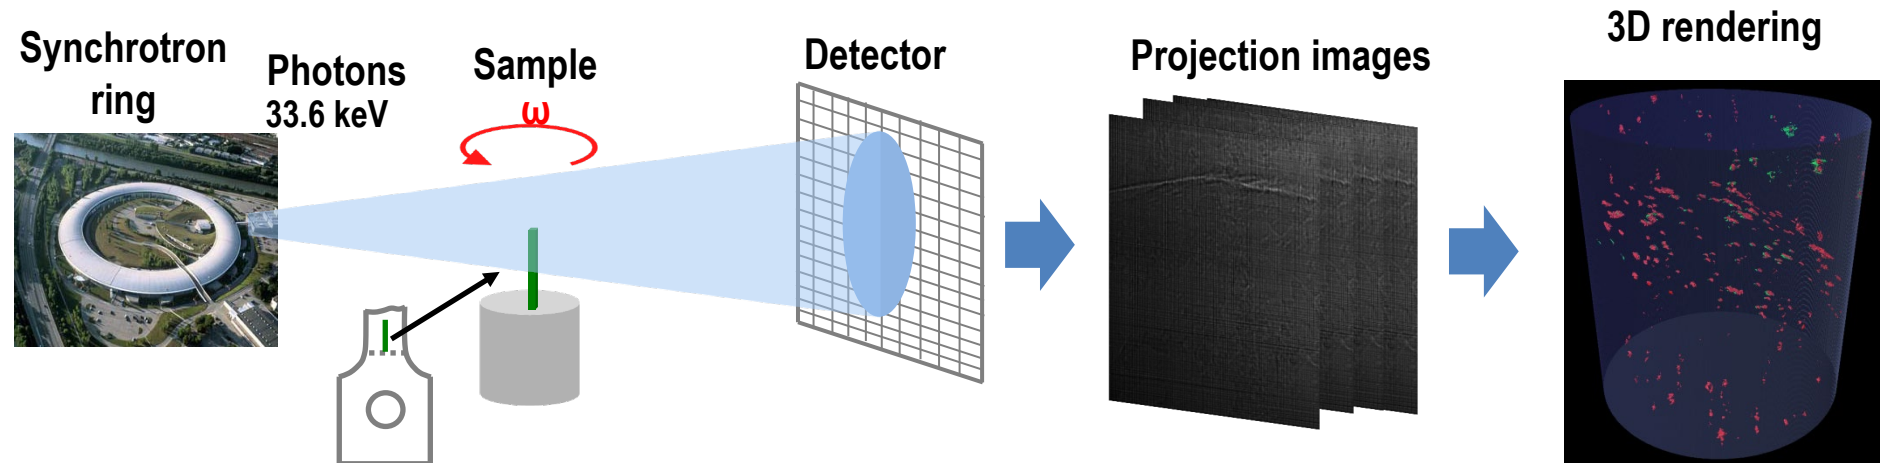 Synchrotron
ring
Photons
33.6 keV
Sample
ω
Detector
Projection images
3D rendering